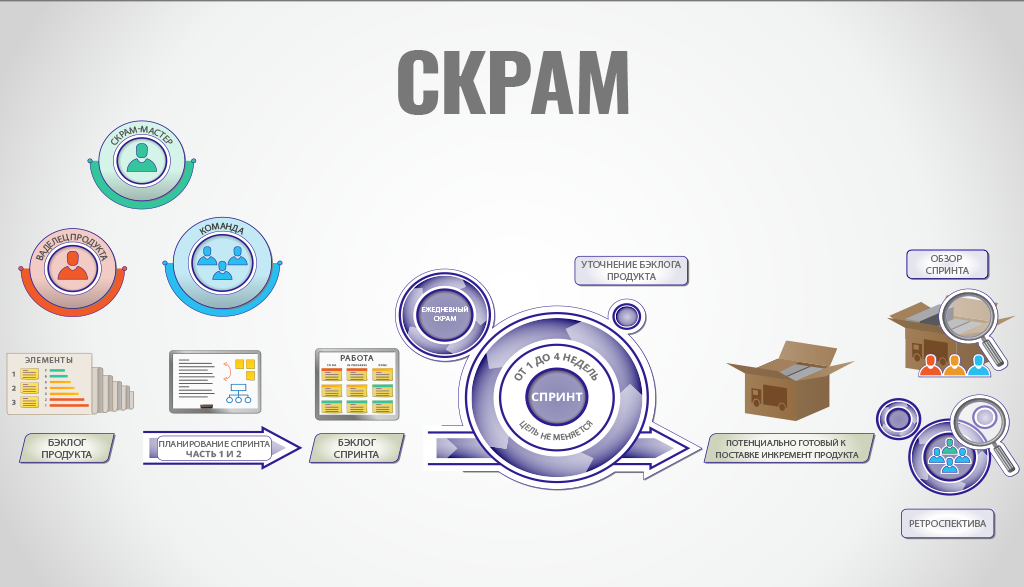 СКРАМ
СКРАМ-МАСТЕР
ВАДЕЛЕЦ ПРОДУКТА
КОМАНДА
ЭЛЕМЕНТЫ
1
2
3
БЭКЛОГ
ПРОДУКТА
ПЛАНИРОВАНИЕ СПРИНТА
ЧАСТЬ 1 И 2
РАБОТА
БЭКЛОГ
СПРИНТА
ЕЖЕДНЕВНЫЙ
СКРАМ
ОТ 1 ДО 4 НЕДЕЛЬ
СПРИНТ
ЦЕЛЬ НЕ МЕНЯЕТСЯ
УТОЧНЕНИЕ БЭКЛОГА
ПРОДУКТА
ПОТЕНЦИАЛЬНО ГОТОВЫЙ К
ПОСТАВКЕ ИНКРЕМЕНТ ПРОДУКТА
ОБЗОР
СПРИНТА
РЕТРОСПЕКТИВА